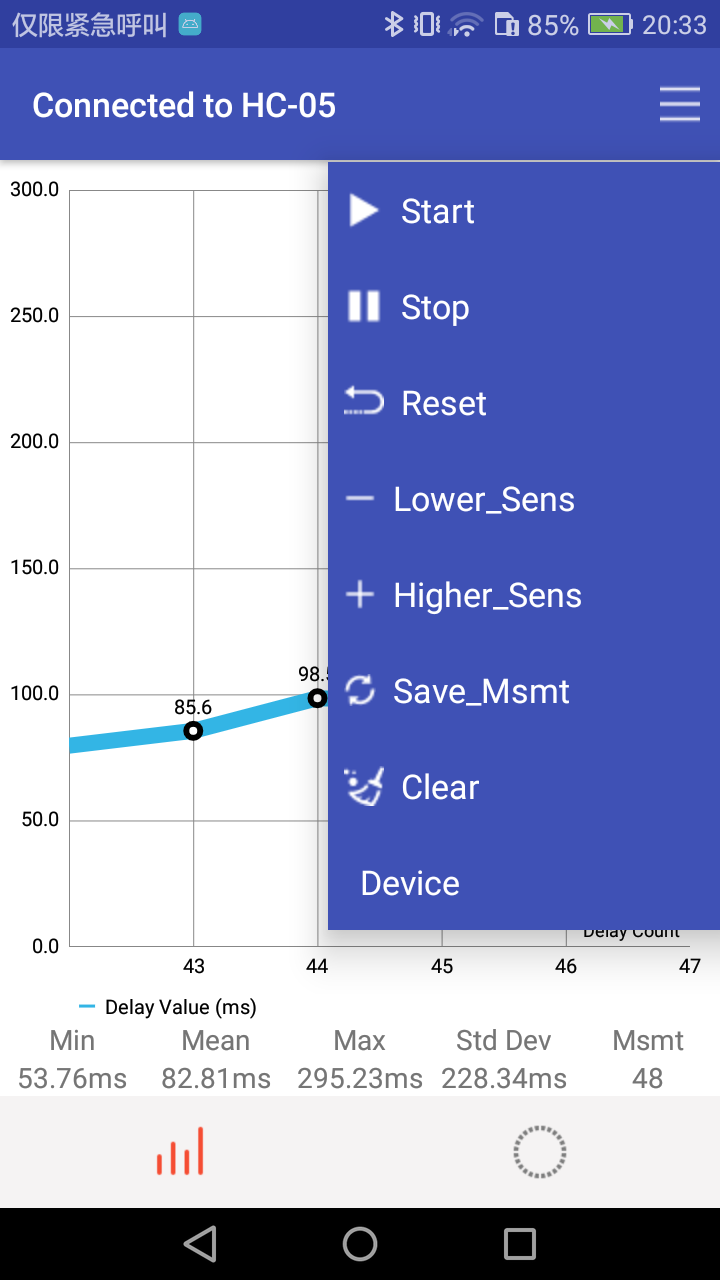 仅限紧急呼叫 85% 20:33
Connected to HC-05
Start
Stop
Reset
Lower_Sens
Higher_Sens
Save_Msmt
Clear
Device
300.0
250.0
200.0
150.0
100.0
50.0
0.0
85.6
98.5
43 44 45 46 47
Delay Count
Delay Value (ms)
Min Mean Max Std Dev Msmt
53.76ms 82.81ms 295.23ms 228.34ms 48